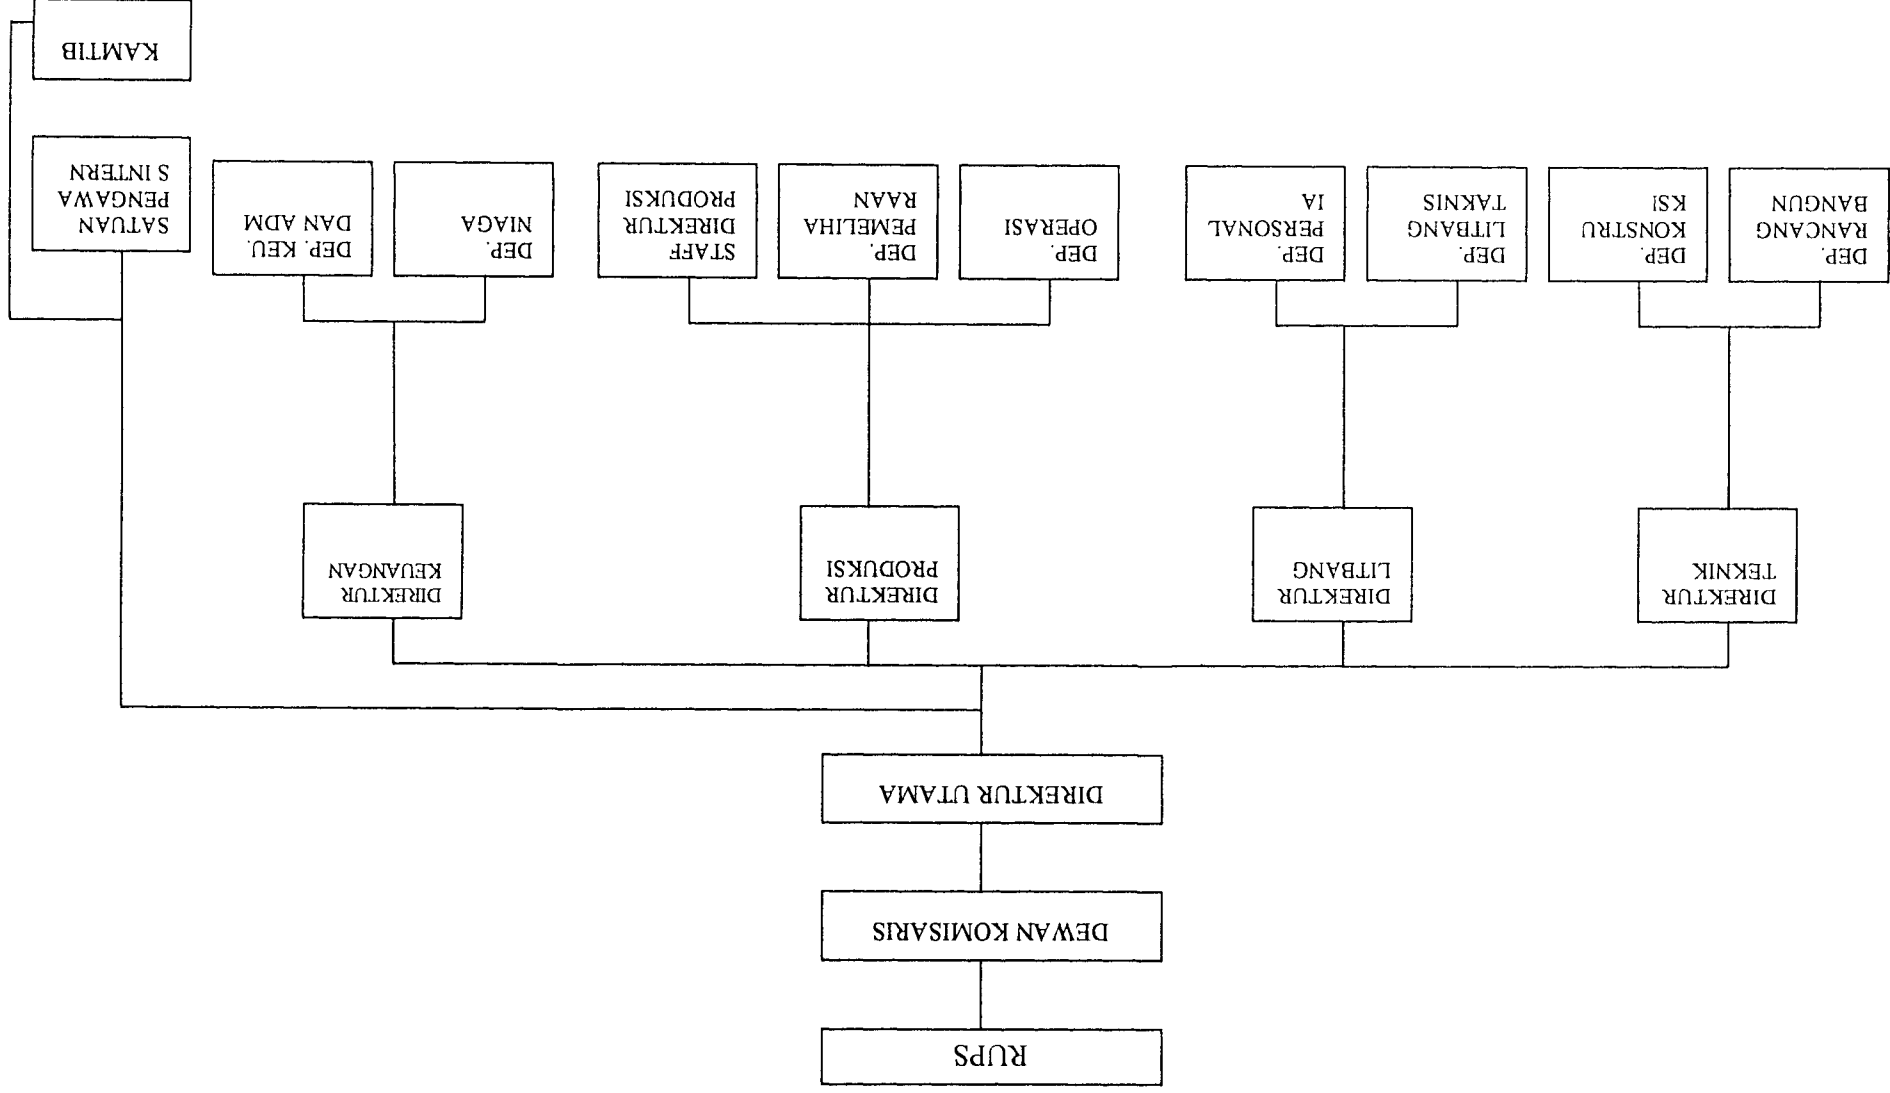 RUPS
DEWAN KOMISARIS
DIREKTUR UTAMA
DIREKTUR
TEKNIK
DIREKTUR
LITBANG
DIREKTUR
PRODUKSI
DIREKTUR
KEUANGAN
DEP.
RANCANG
BANGUN
DEP.
KONSTRU
KSI
DEP.
LITBANG
TAKNIS
DEP.
PERSONAL
IA
DEP.
OPERASI
DEP.
PEMELIHA
RAAN
STAFF
DIREKTUR
PRODUKSI
DEP.
NIAGA
DEP. KEU.
DAN ADM
SATUAN
PENGAWA
S INTERN
KAMTIB